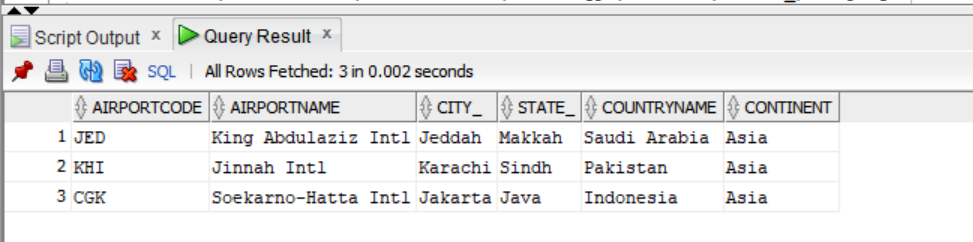 Script Output x Query Result x
SQL | All Rows Fetched: 3 in 0.002 seconds
AIRPORTCODE AIRPORTNAME CITY_ STATE_ COUNTRYNAME CONTINENT
1 JED King Abdulaziz Intl Jeddah Makkah Saudi Arabia Asia
2 KHI Jinnah Intl Karachi Sindh Pakistan Asia
3 CGK Soekarno-Hatta Intl Jakarta Java Indonesia Asia